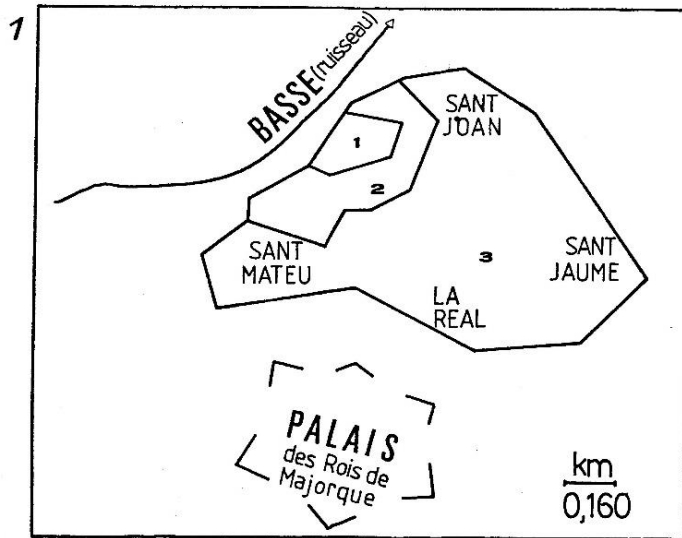 1
BASSE (ruisseau)
SANT
JOAN
1
2
3
SANT
MATEU
SANT
JAUME
LA
REAL
PALAIS
des Rois de
Majorque
km
0,160